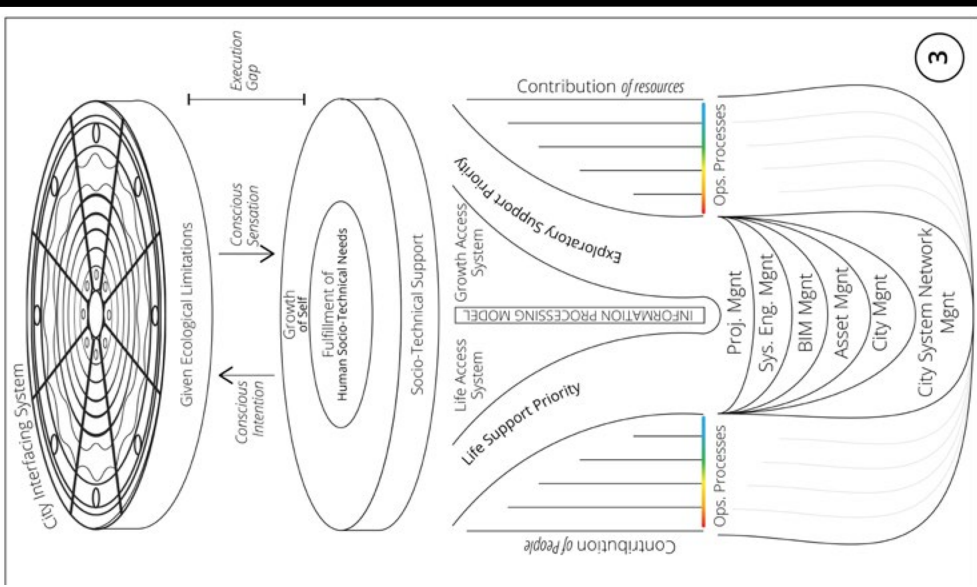 3
City Interfacing System
Given Ecological Limitations
Execution
Gap
Conscious
Intention
Conscious
Sensation
Growth
of Self
Fulfillment of
Human Socio-Technical Needs
Socio-Technical Support
Life Access
System
Growth Access
System
Life Support Priority
Exploratory Support Priority
INFORMATION PROCESSING MODEL
Contribution of People
Contribution of resources
Ops. Processes
Ops. Processes
Proj. Mgnt
Sys. Eng. Mgnt
BIM Mgnt
Asset Mgnt
City Mgnt
City System Network
Mgnt